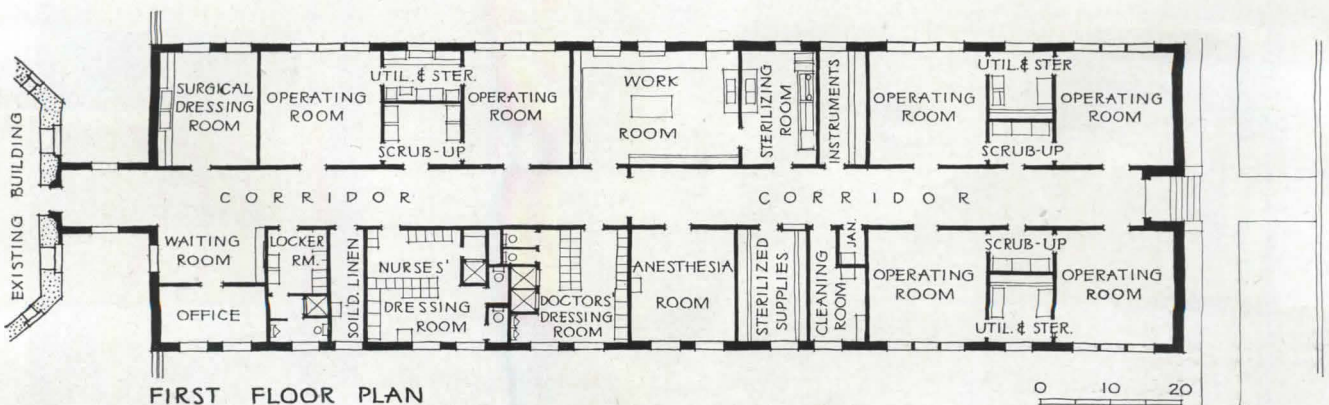 EXISTING BUILDING
SURGICAL
DRESSING
ROOM
OPERATING
ROOM
UTIL. & STER.
SCRUB-UP
OPERATING
ROOM
WORK
ROOM
STERILIZING
ROOM
INSTRUMENTS
OPERATING
ROOM
UTIL. & STER
SCRUB-UP
OPERATING
ROOM
CORRIDOR
CORRIDOR
WAITING
ROOM
OFFICE
LOCKER
RM.
SOIL'D. LINEN
NURSES'
DRESSING
ROOM
DOCTORS'
DRESSING
ROOM
ANESTHESIA
ROOM
STERILIZED
SUPPLIES
CLEANING
ROOM
JAN.
OPERATING
ROOM
SCRUB-UP
UTIL. & STER.
OPERATING
ROOM
FIRST FLOOR PLAN
0 10 20